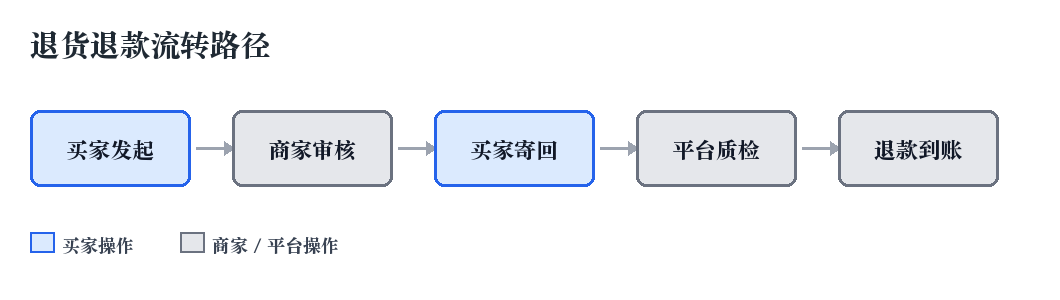 退货退款流转路径
买家发起
商家审核
买家寄回
平台质检
退款到账
买家操作
商家 / 平台操作